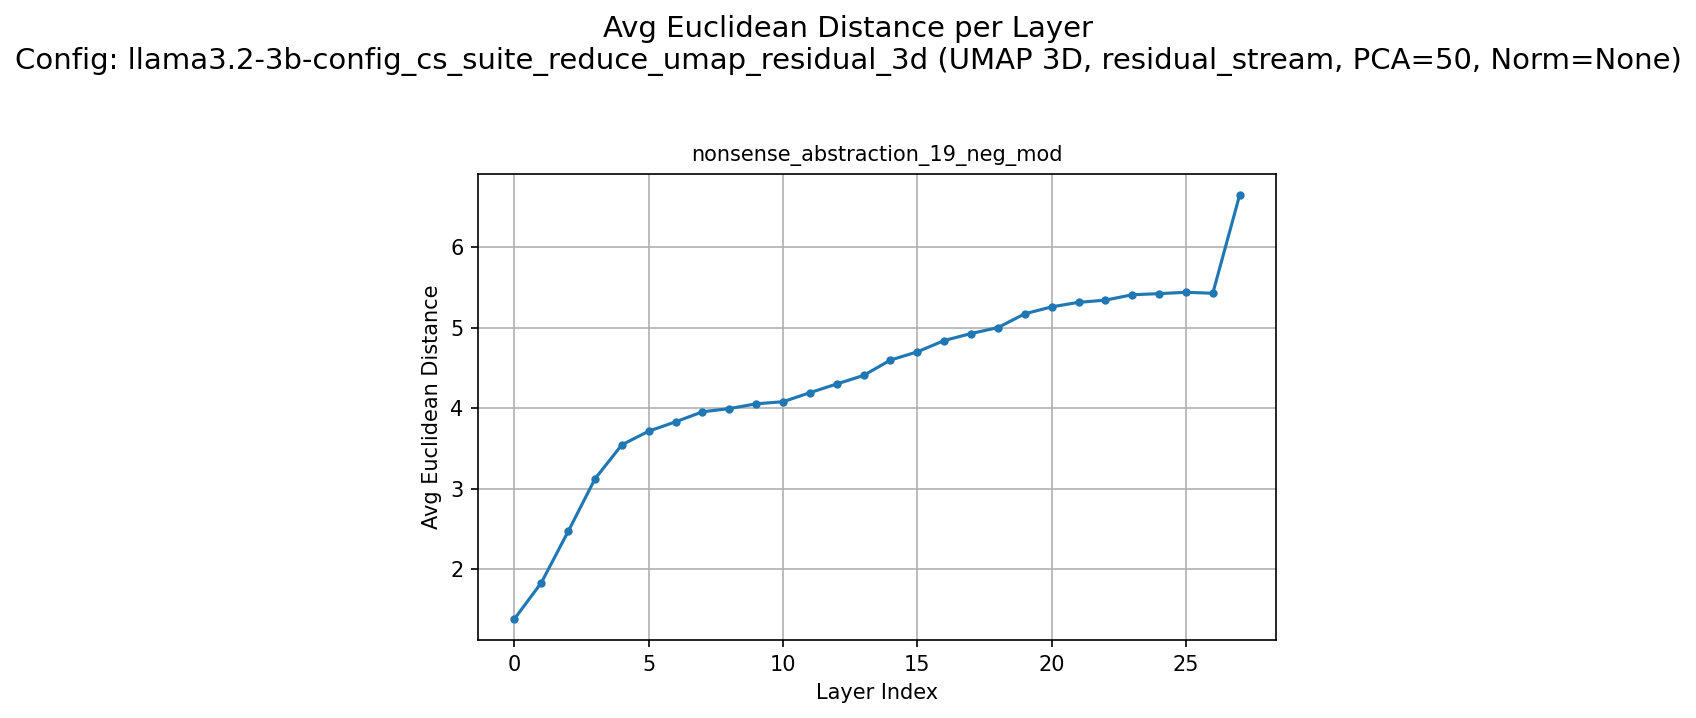 Avg Euclidean Distance per Layer
Config: llama3.2-3b-config_cs_suite_reduce_umap_residual_3d (UMAP 3D, residual_stream, PCA=50, Norm=None)
nonsense_abstraction_19_neg_mod
Avg Euclidean Distance
6
5
4
3
2
0 5 10 15 20 25
Layer Index